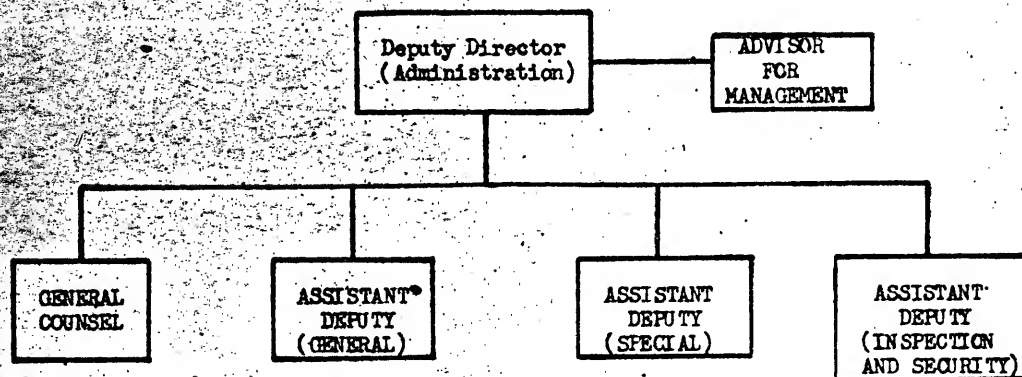 Deputy Director
(Administration)
ADVISOR
FOR
MANAGEMENT
GENERAL
COUNSEL
ASSISTANT
DEPUTY
(GENERAL)
ASSISTANT
DEPUTY
(SPECIAL)
ASSISTANT
DEPUTY
(INSPECTION
AND SECURITY)